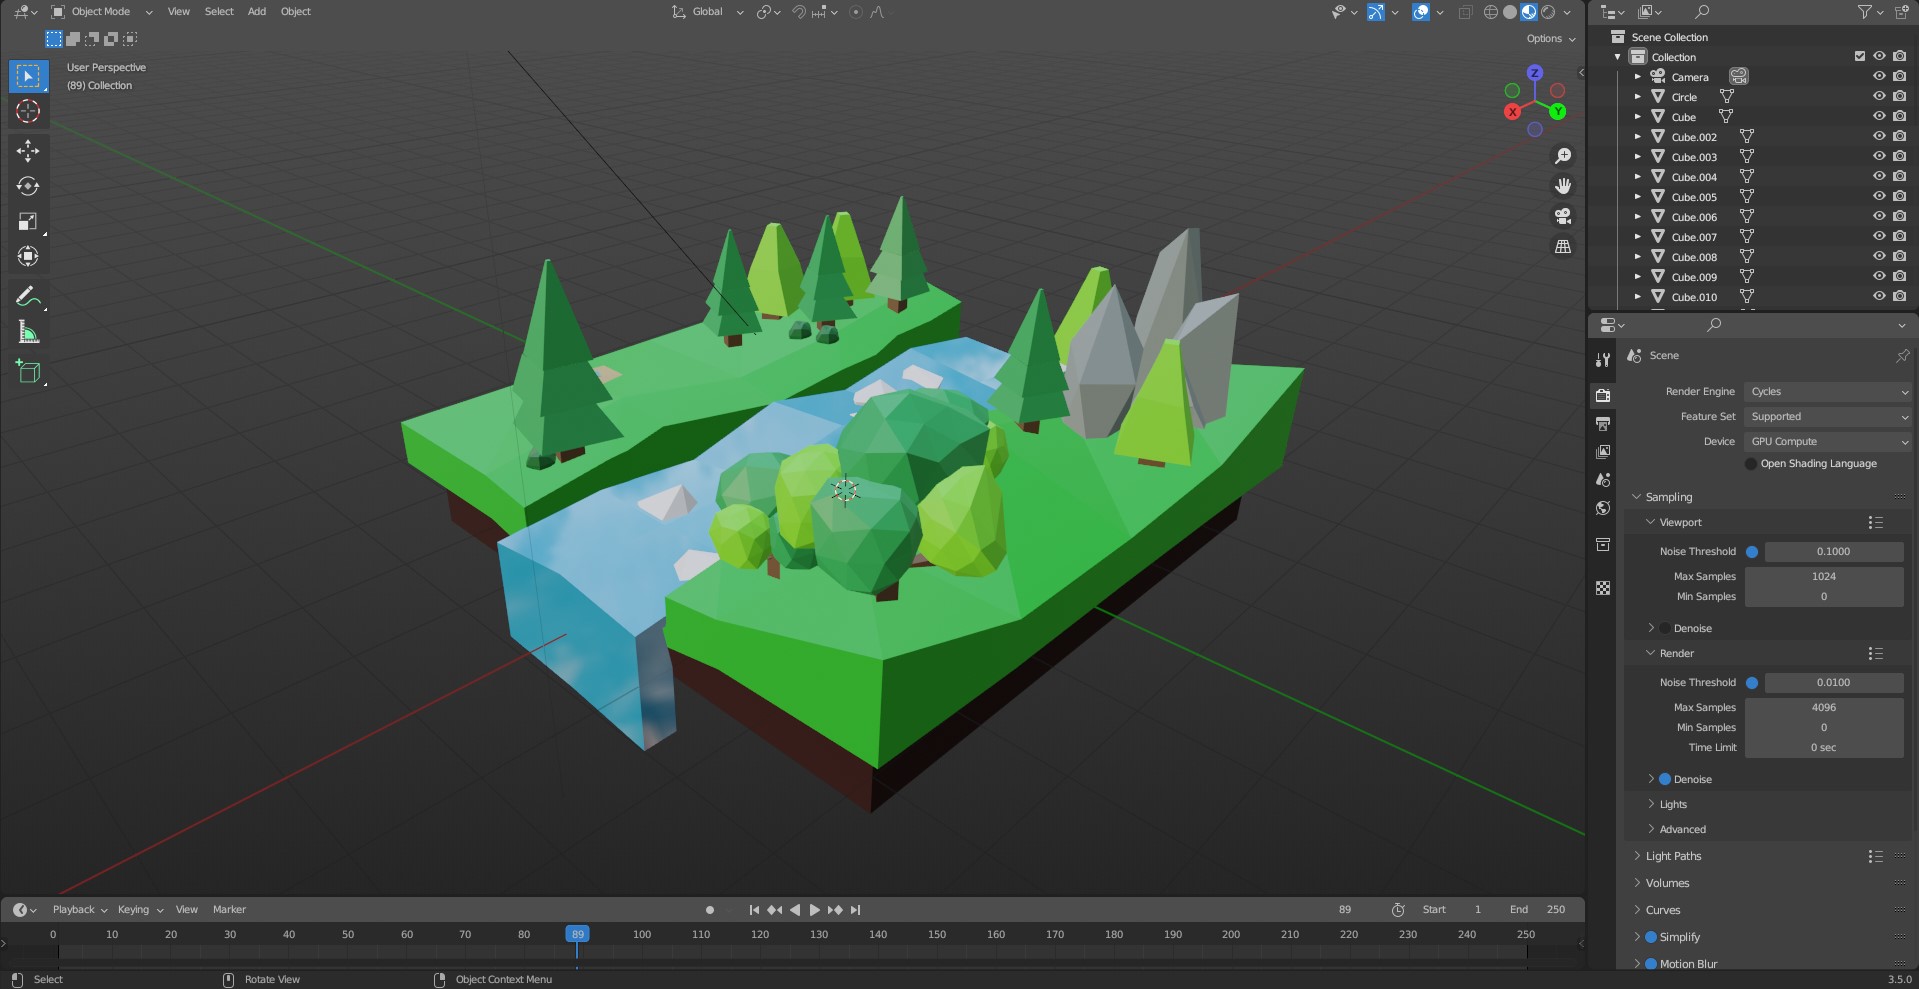 Object Mode View Select Add Object Global
Options
User Perspective
(89) Collection
Z
X
Y
Scene Collection
Collection
Camera
Circle
Cube
Cube.002
Cube.003
Cube.004
Cube.005
Cube.006
Cube.007
Cube.008
Cube.009
Cube.010
Scene
Render Engine Cycles
Feature Set Supported
Device GPU Compute
Open Shading Language
Sampling
Viewport
Noise Threshold 0.1000
Max Samples 1024
Min Samples 0
Denoise
Render
Noise Threshold 0.0100
Max Samples 4096
Min Samples 0
Time Limit 0 sec
Denoise
Lights
Advanced
Light Paths
Volumes
Curves
Simplify
Motion Blur
Playback Keying View Marker 89 Start 1 End 250
0 10 20 30 40 50 60 70 80 89 100 110 120 130 140 150 160 170 180 190 200 210 220 230 240 250
Select Rotate View Object Context Menu 3.5.0